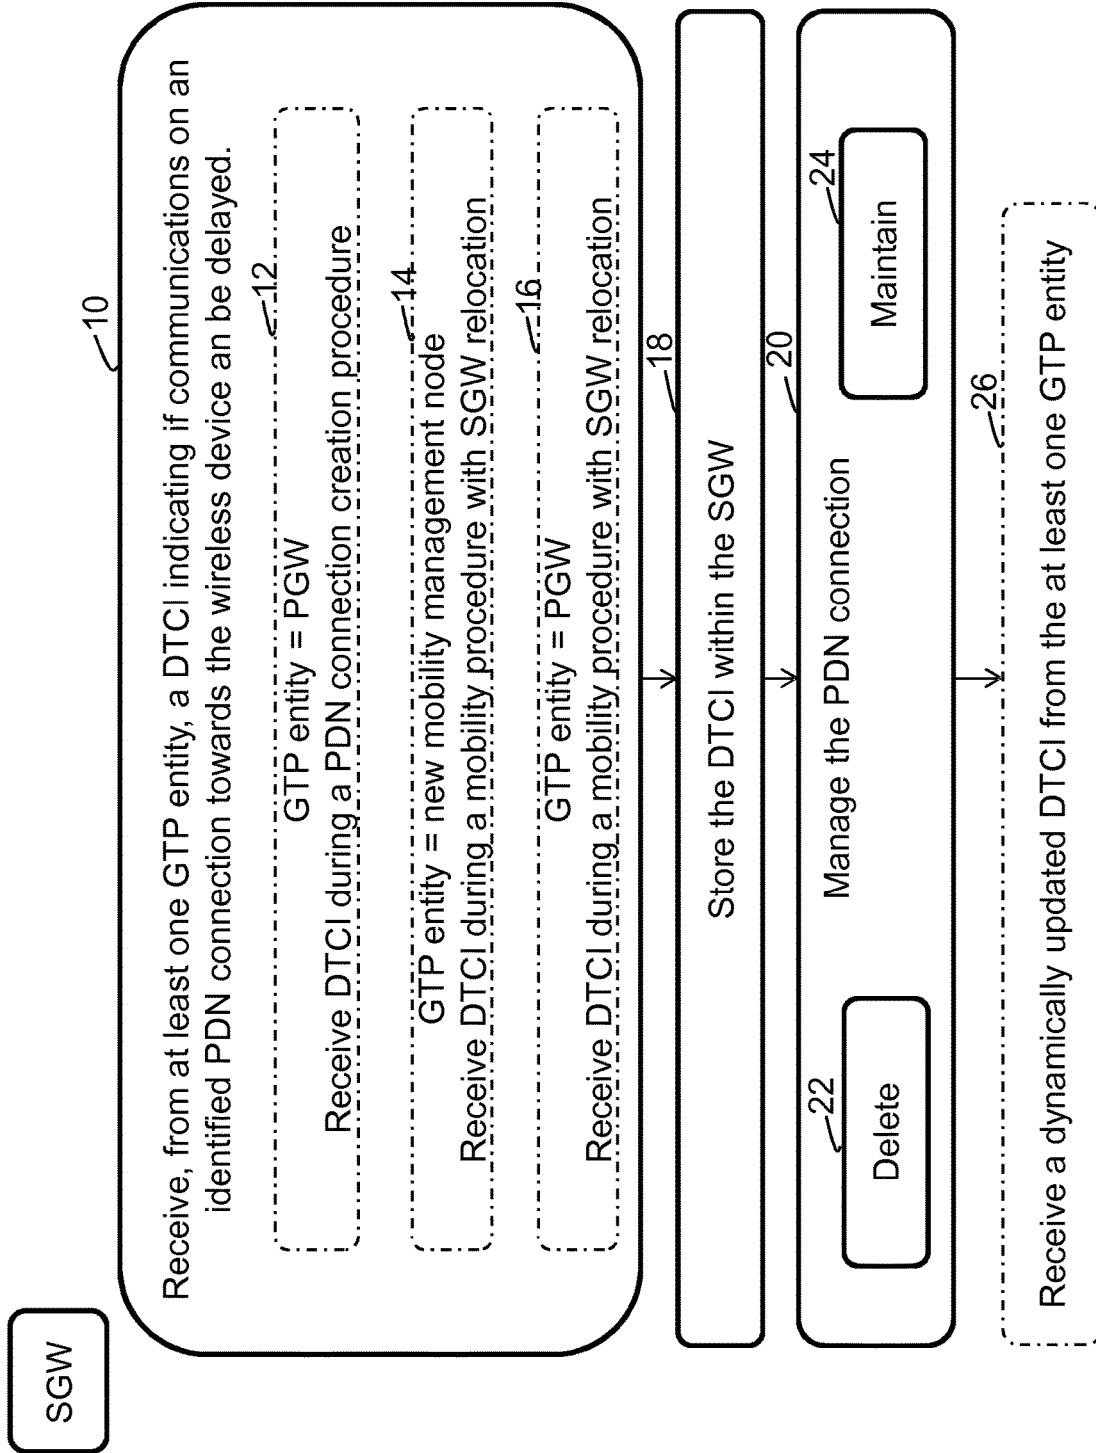 SGW
10
Receive, from at least one GTP entity, a DTCI indicating if communications on an
identified PDN connection towards the wireless device an be delayed.
12
GTP entity = PGW
Receive DTCI during a PDN connection creation procedure
14
GTP entity = new mobility management node
Receive DTCI during a mobility procedure with SGW relocation
16
GTP entity = PGW
Receive DTCI during a mobility procedure with SGW relocation
18
Store the DTCI within the SGW
20
Manage the PDN connection
22
Delete
24
Maintain
26
Receive a dynamically updated DTCI from the at least one GTP entity